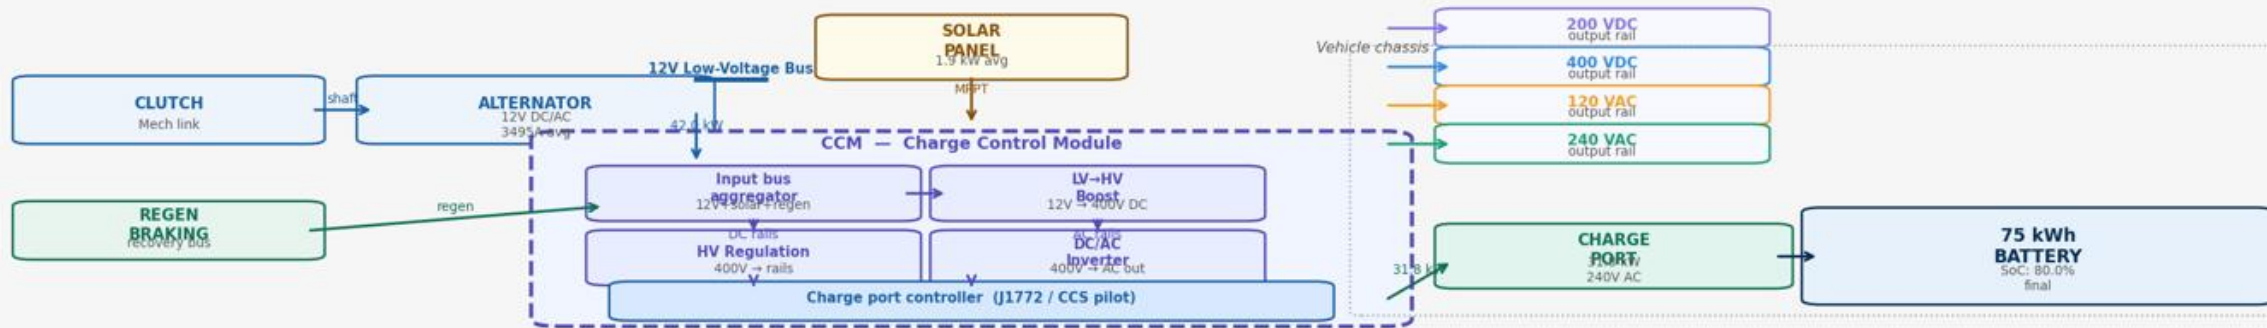 CLUTCH
Mech link
shaft
ALTERNATOR
12V DC/AC
3495A avg
12V Low-Voltage Bus
SOLAR
PANEL
1.9 kW avg
MPPT
REGEN
BRAKING
recovery bus
regen
CCM — Charge Control Module
Input bus
aggregator
12V+solar+regen
LV→HV
Boost
12V → 400V DC
DC rails
AC rails
HV Regulation
400V → rails
DC/AC
Inverter
400V → AC out
Charge port controller (J1772 / CCS pilot)
Vehicle chassis
200 VDC
output rail
400 VDC
output rail
120 VAC
output rail
240 VAC
output rail
CHARGE
PORT
240V AC
75 kWh
BATTERY
SoC: 80.0%
final